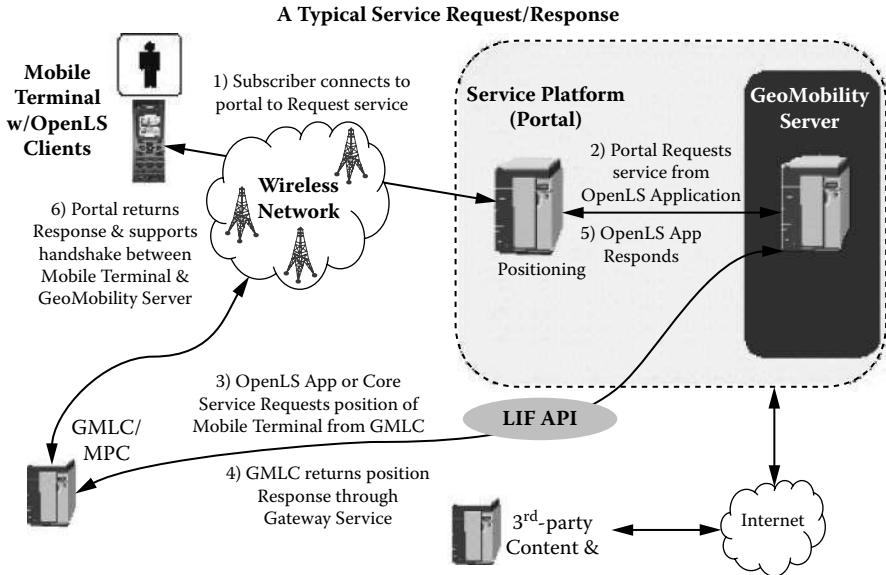 A Typical Service Request/Response
Mobile
Terminal
w/OpenLS
Clients
1) Subscriber connects to
portal to Request service
Service Platform
(Portal)
GeoMobility
Server
2) Portal Requests
service from
OpenLS Application
Wireless
Network
5) OpenLS App
Responds
Positioning
6) Portal returns
Response & supports
handshake between
Mobile Terminal &
GeoMobility Server
3) OpenLS App or Core
Service Requests position of
Mobile Terminal from GMLC
LIF API
GMLC/
MPC
4) GMLC returns position
Response through
Gateway Service
3rd-party
Content &
Internet